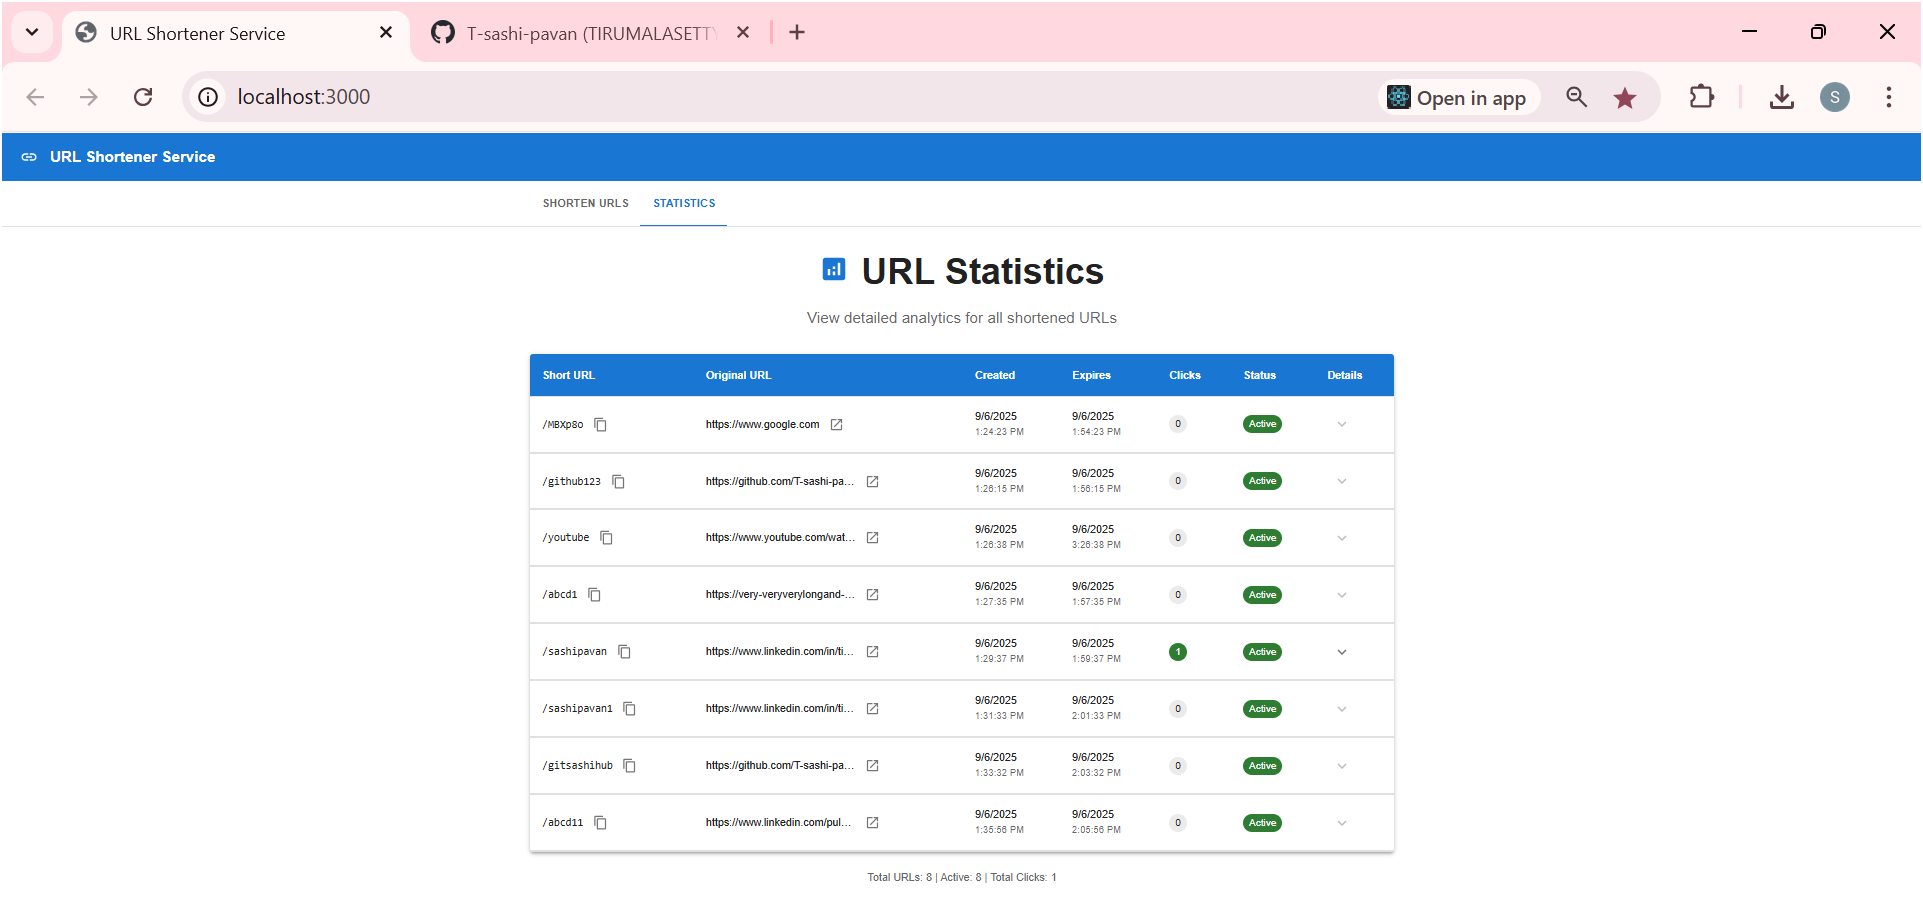 URL Shortener Service
T-sashi-pavan (TIRUMALASETTY
localhost:3000
Open in app
S
URL Shortener Service
SHORTEN URLS
STATISTICS
URL Statistics
View detailed analytics for all shortened URLs
Short URL Original URL Created Expires Clicks Status Details
/MBXp8o https://www.google.com 9/6/2025 9/6/2025 0 Active
1:24:23 PM 1:54:23 PM
/github123 https://github.com/T-sashi-pa... 9/6/2025 9/6/2025 0 Active
1:26:15 PM 1:56:15 PM
/youtube https://www.youtube.com/wat... 9/6/2025 9/6/2025 0 Active
1:26:38 PM 3:26:38 PM
/abcd1 https://very-veryverylongand-... 9/6/2025 9/6/2025 0 Active
1:27:35 PM 1:57:35 PM
/sashipavan https://www.linkedin.com/in/ti... 9/6/2025 9/6/2025 1 Active
1:29:37 PM 1:59:37 PM
/sashipavan1 https://www.linkedin.com/in/ti... 9/6/2025 9/6/2025 0 Active
1:31:33 PM 2:01:33 PM
/gitsashihub https://github.com/T-sashi-pa... 9/6/2025 9/6/2025 0 Active
1:33:32 PM 2:03:32 PM
/abcd11 https://www.linkedin.com/pul... 9/6/2025 9/6/2025 0 Active
1:35:56 PM 2:05:56 PM
Total URLs: 8 | Active: 8 | Total Clicks: 1